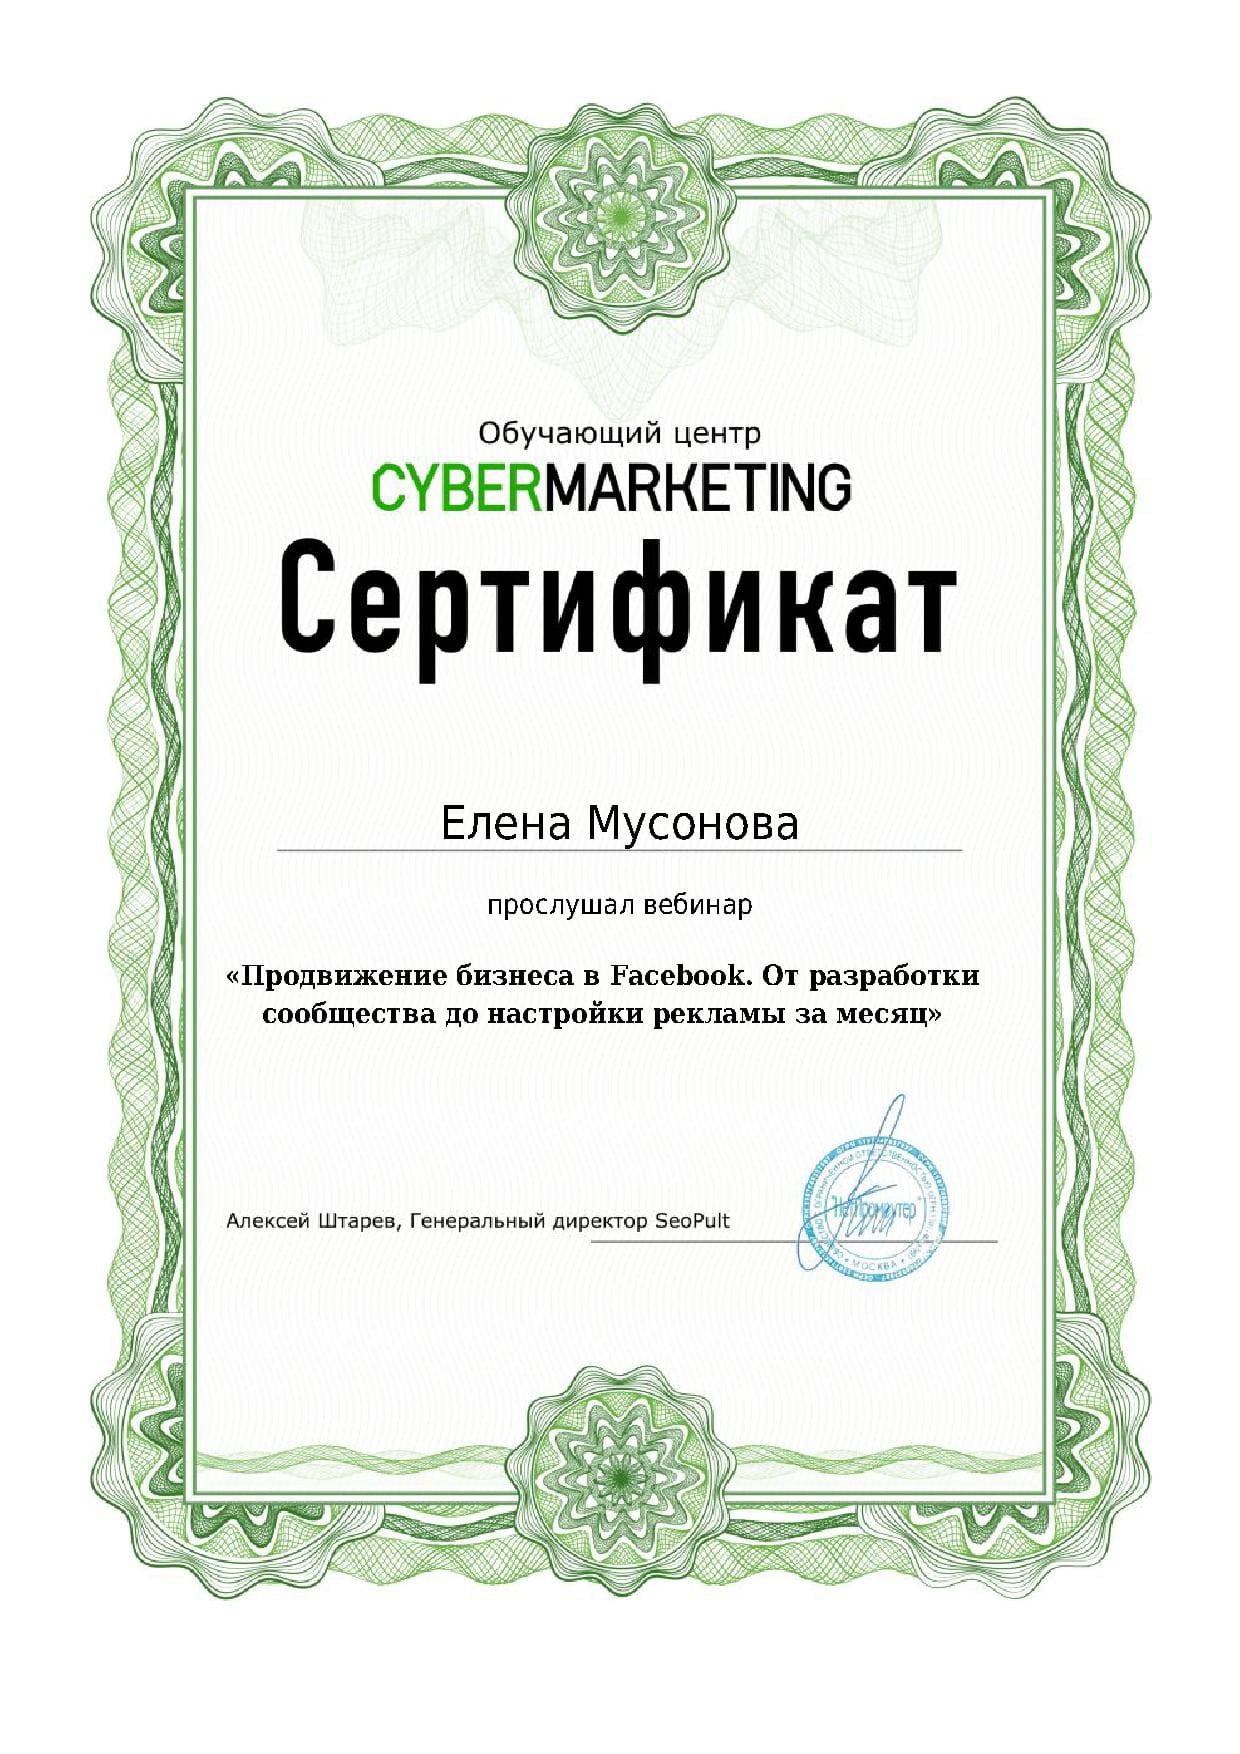 Обучающий центр
CYBERMARKETING
Сертификат
Елена Мусонова
прослушал вебинар
«Продвижение бизнеса в Facebook. От разработки
сообщества до настройки рекламы за месяц»
Алексей Штарев, Генеральный директор SeoPult
МОСКВА